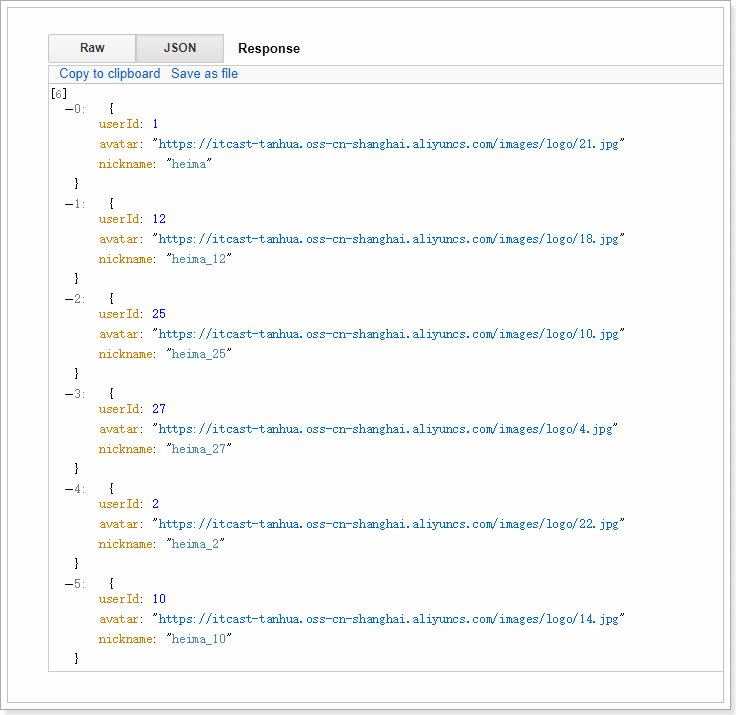 Raw JSON Response
Copy to clipboard Save as file
[6]
−0: {
userId: 1
avatar: "https://itcast-tanhua.oss-cn-shanghai.aliyuncs.com/images/logo/21.jpg"
nickname: "heima"
}
−1: {
userId: 12
avatar: "https://itcast-tanhua.oss-cn-shanghai.aliyuncs.com/images/logo/18.jpg"
nickname: "heima_12"
}
−2: {
userId: 25
avatar: "https://itcast-tanhua.oss-cn-shanghai.aliyuncs.com/images/logo/10.jpg"
nickname: "heima_25"
}
−3: {
userId: 27
avatar: "https://itcast-tanhua.oss-cn-shanghai.aliyuncs.com/images/logo/4.jpg"
nickname: "heima_27"
}
−4: {
userId: 2
avatar: "https://itcast-tanhua.oss-cn-shanghai.aliyuncs.com/images/logo/22.jpg"
nickname: "heima_2"
}
−5: {
userId: 10
avatar: "https://itcast-tanhua.oss-cn-shanghai.aliyuncs.com/images/logo/14.jpg"
nickname: "heima_10"
}